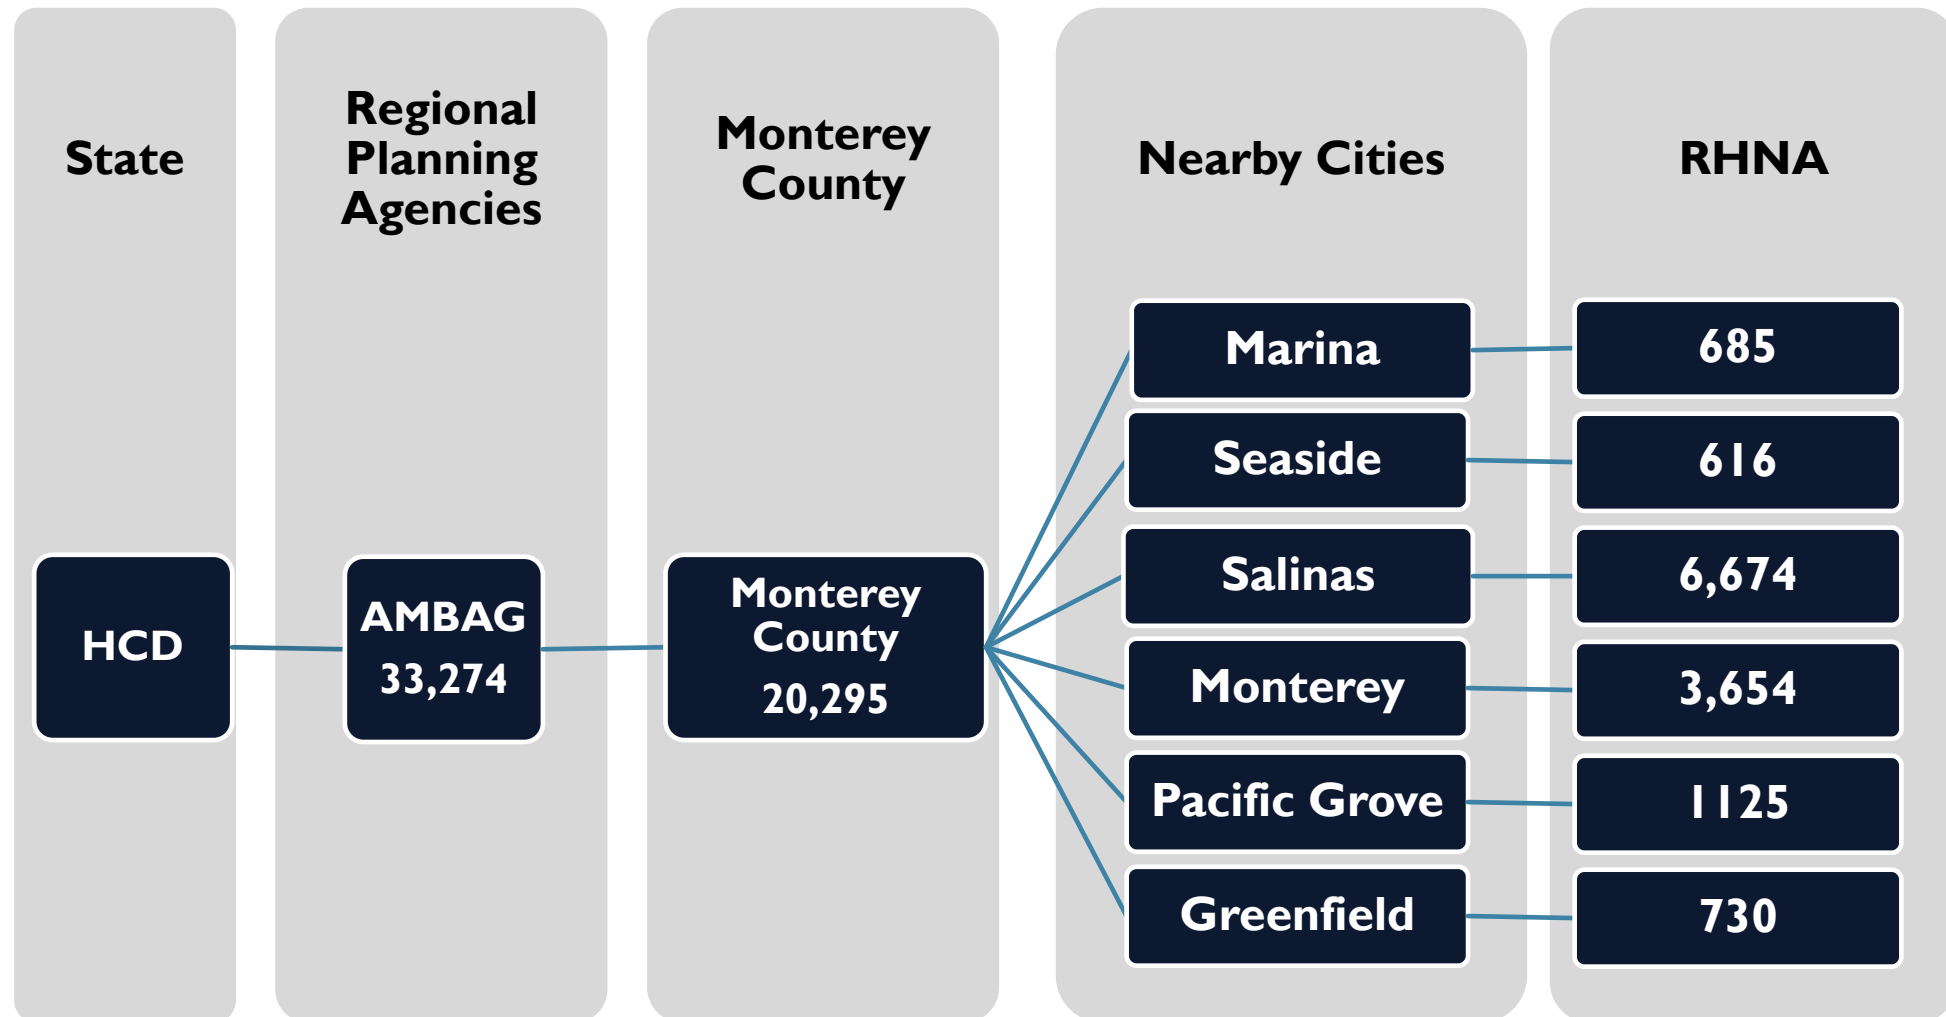 State
Regional
Planning
Agencies
Monterey
County
Nearby Cities
RHNA
HCD
AMBAG
33,274
Monterey
County
20,295
Marina
685
Seaside
616
Salinas
6,674
Monterey
3,654
Pacific Grove
1125
Greenfield
730